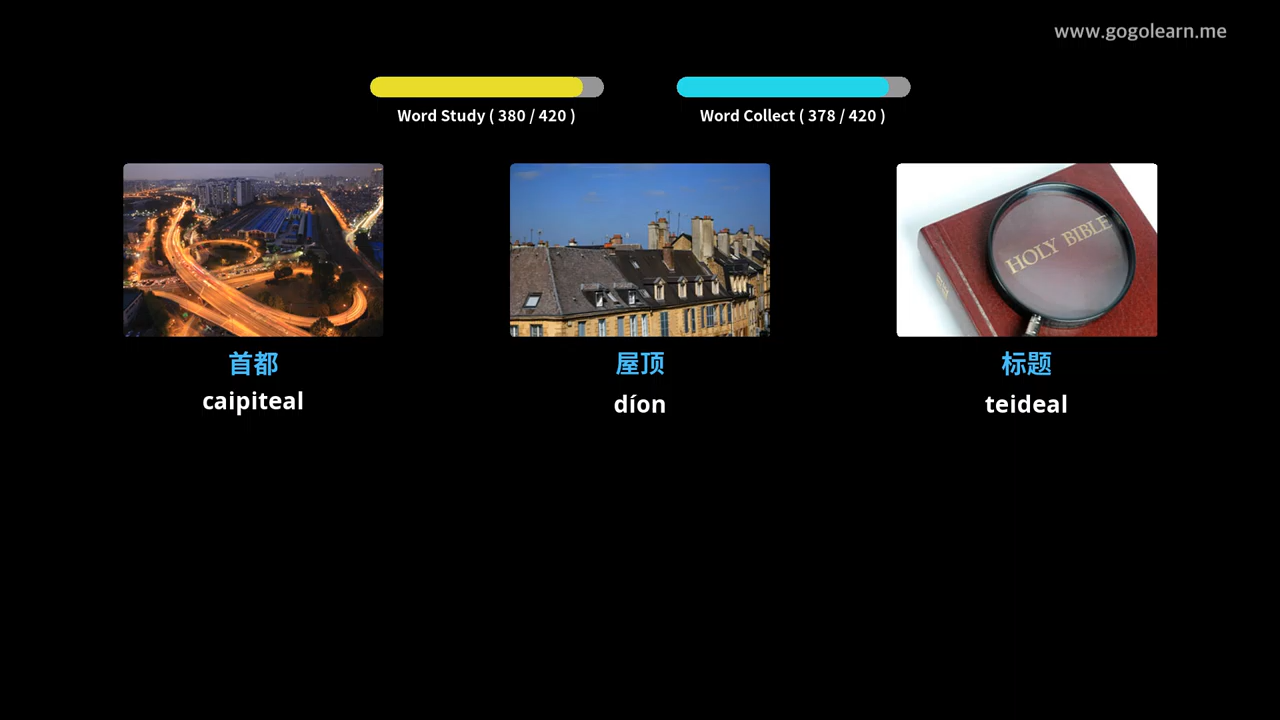 www.gogolearn.me
Word Study ( 380 / 420 )
Word Collect ( 378 / 420 )
HOLY BIBLE
首都
屋顶
标题
caipiteal
díon
teideal